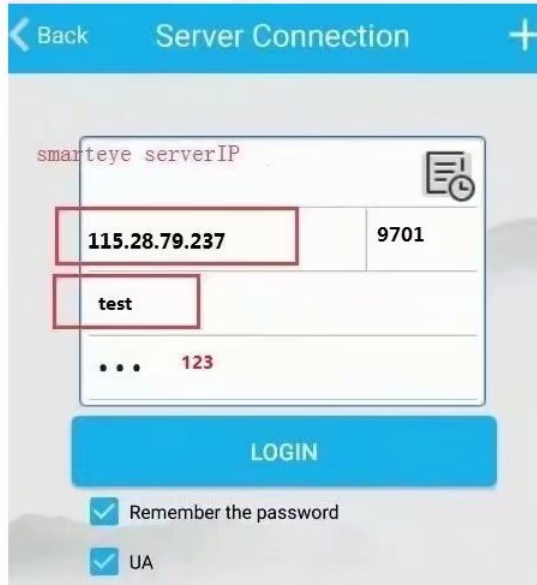 Back Server Connection +
smarteye serverIP
115.28.79.237 9701
test
••• 123
LOGIN
Remember the password
UA